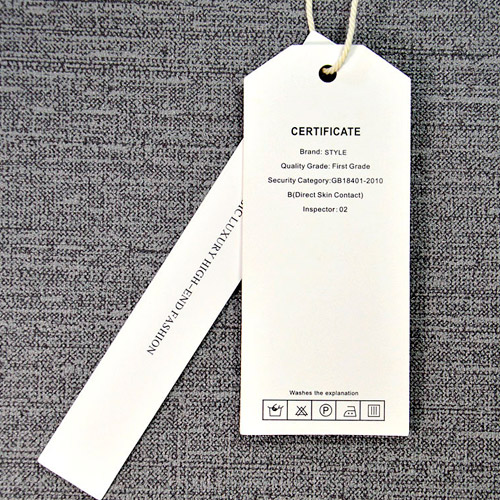 CERTIFICATE
Brand: STYLE
Quality Grade: First Grade
Security Category:GB18401-2010
B(Direct Skin Contact)
Inspector: 02
Washes the explanation
P
LUXURY HIGH-END FASHION